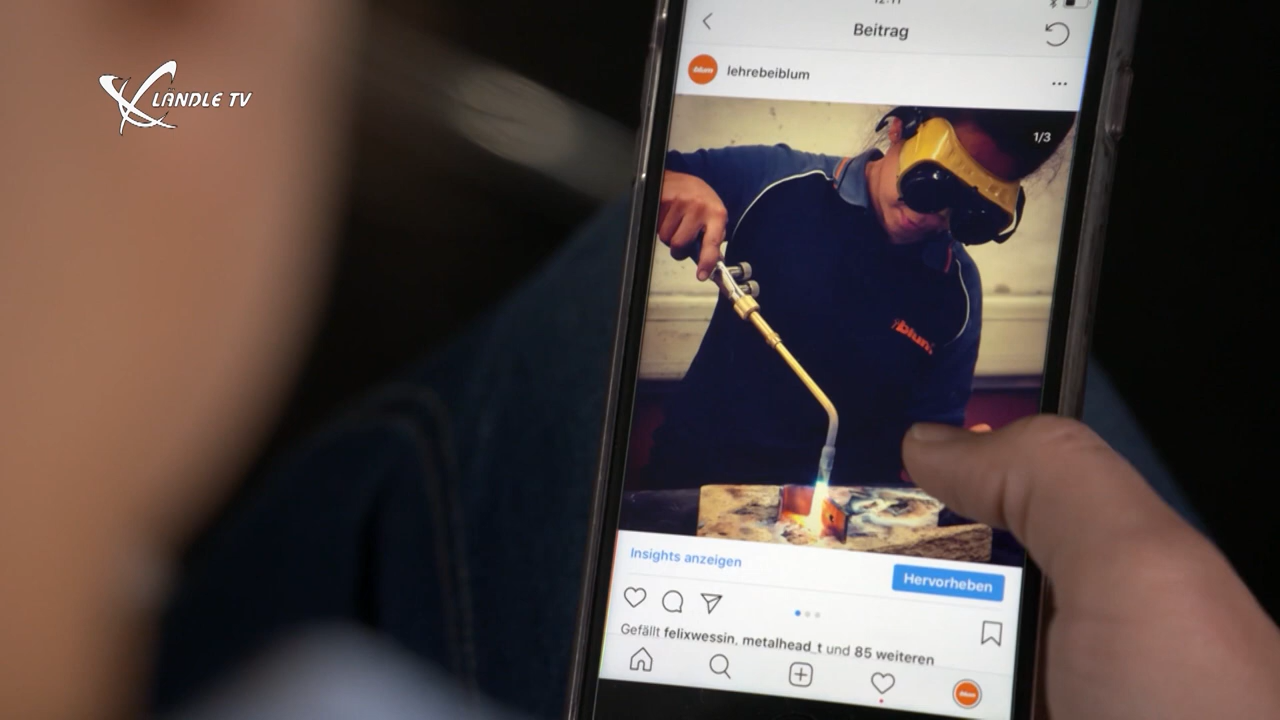 LÄNDLE TV
Beitrag
lehrebeiblum
1/3
blum
Insights anzeigen
Hervorheben
Gefällt felixwessin, metalhead_t und 85 weiteren